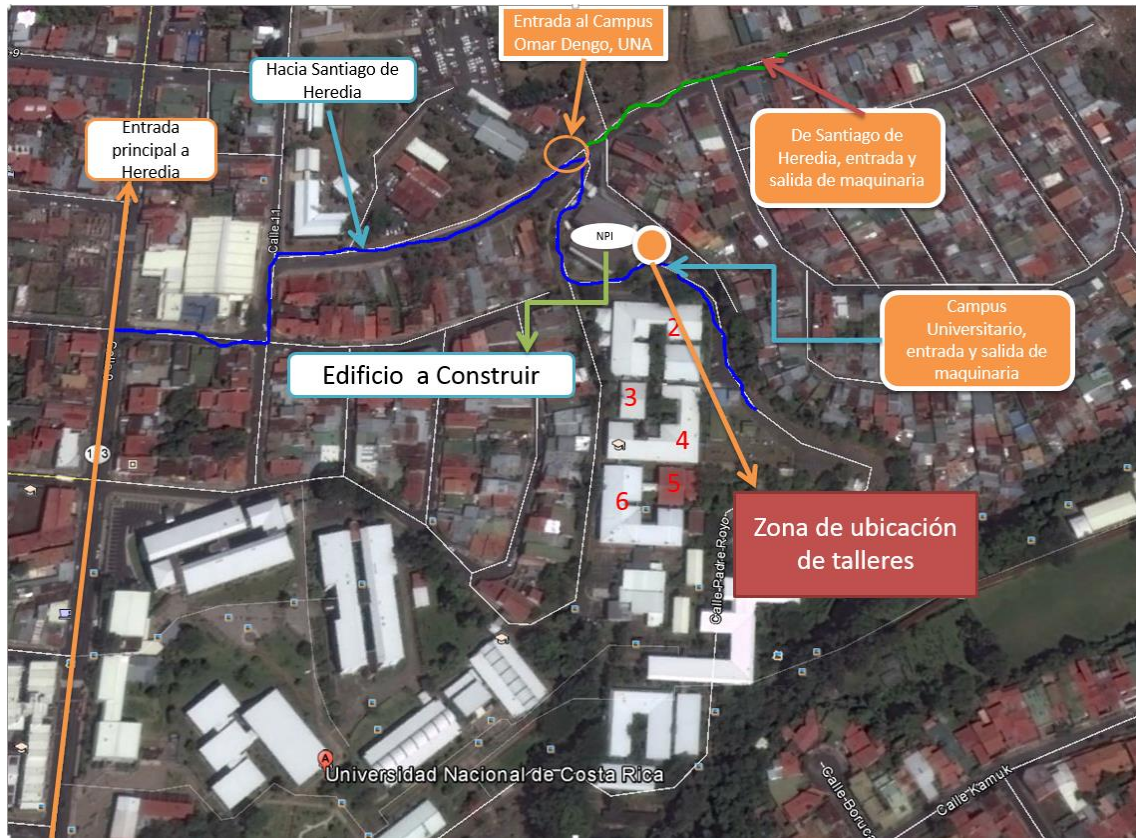 Entrada al Campus
Omar Dengo, UNA
Hacia Santiago de
Heredia
Entrada
principal a
Heredia
De Santiago de
Heredia, entrada y
salida de maquinaria
Calle 11
NPI
Campus
Universitario,
entrada y salida de
maquinaria
Edificio a Construir
2
3
4
5
6
Zona de ubicación
de talleres
Calle-Padre-Royo
A
Universidad Nacional de Costa Rica
Calle-Boruca
Calle Kamuk